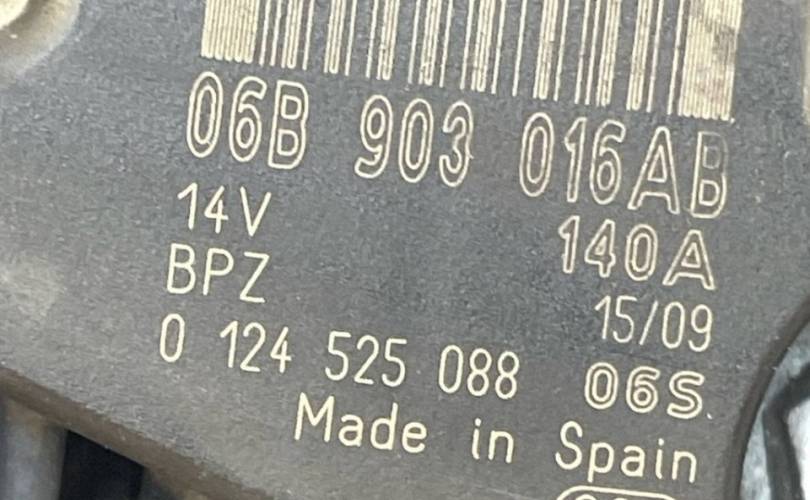 06B 903 016AB
14V 140A
BPZ 15/09
0 124 525 088 06S
Made in Spain